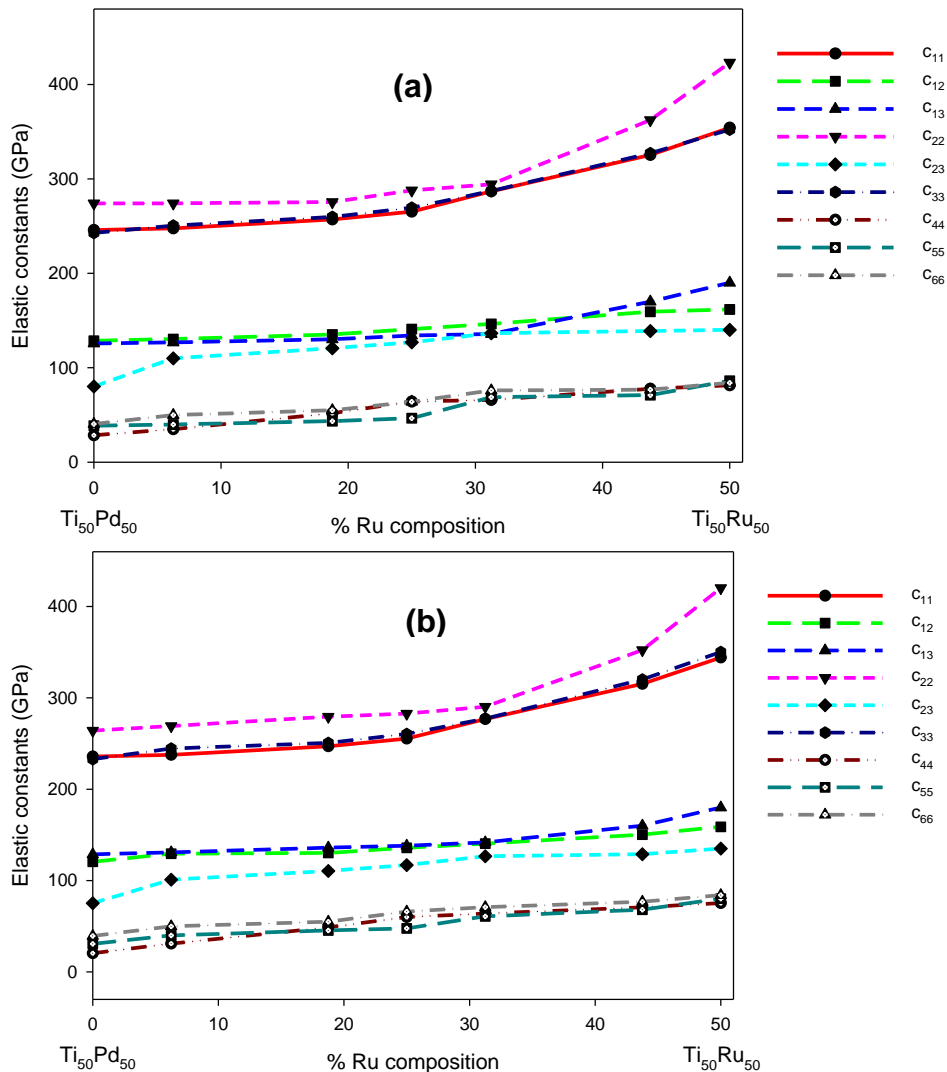 (a)
Elastic constants (GPa)
400
300
200
100
0
0 10 20 30 40 50
Ti50Pd50 % Ru composition Ti50Ru50
c11
c12
c13
c22
c23
c33
c44
c55
c66
(b)
Elastic constants (GPa)
400
300
200
100
0
0 10 20 30 40 50
Ti50Pd50 % Ru composition Ti50Ru50
c11
c12
c13
c22
c23
c33
c44
c55
c66